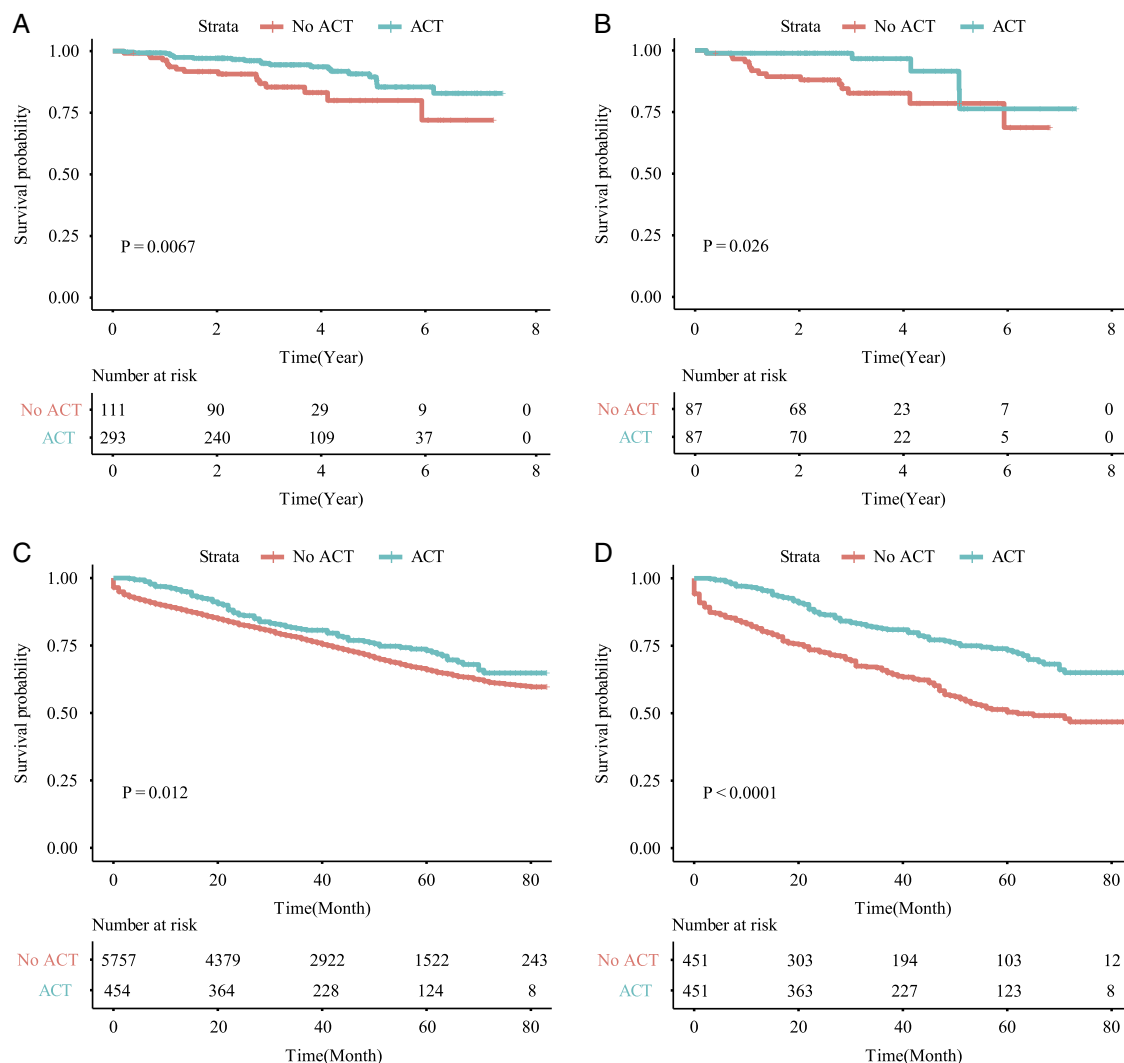 A
Strata No ACT ACT
1.00
0.75
0.50
0.25
0.00
Survival probability
P = 0.0067
0 2 4 6 8
Time(Year)
Number at risk
No ACT 111 90 29 9 0
ACT 293 240 109 37 0
0 2 4 6 8
Time(Year)
B
Strata No ACT ACT
1.00
0.75
0.50
0.25
0.00
Survival probability
P = 0.026
0 2 4 6 8
Time(Year)
Number at risk
No ACT 87 68 23 7 0
ACT 87 70 22 5 0
0 2 4 6 8
Time(Year)
C
Strata No ACT ACT
1.00
0.75
0.50
0.25
0.00
Survival probability
P = 0.012
0 20 40 60 80
Time(Month)
Number at risk
No ACT 5757 4379 2922 1522 243
ACT 454 364 228 124 8
0 20 40 60 80
Time(Month)
D
Strata No ACT ACT
1.00
0.75
0.50
0.25
0.00
Survival probability
P < 0.0001
0 20 40 60 80
Time(Month)
Number at risk
No ACT 451 303 194 103 12
ACT 451 363 227 123 8
0 20 40 60 80
Time(Month)